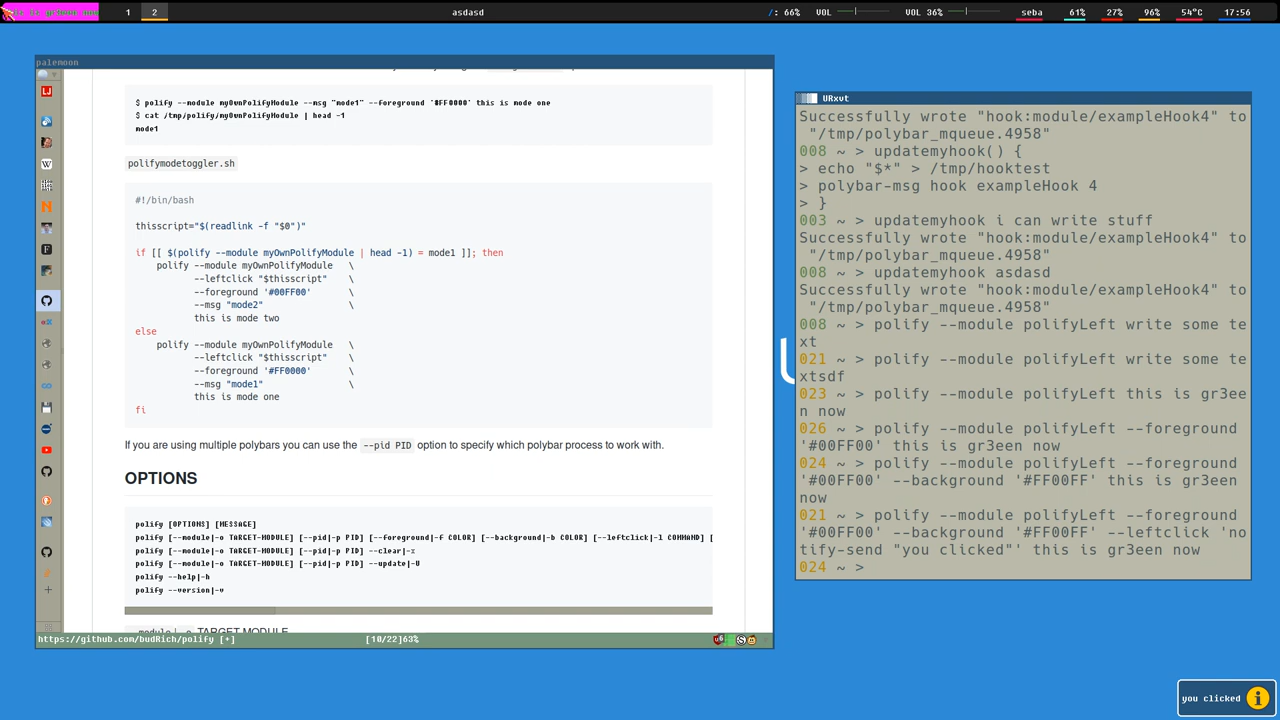 1
2
asdasd
/: 66%
VOL
VOL 36%
seba
61%
27%
96%
54°C
17:56
palemoon
$ polify --module myOwnPolifyModule --msg "mode1" --foreground '#FF0000' this is mode one
$ cat /tmp/polify/myOwnPolifyModule | head -1
mode1
polifymodetoggler.sh
#!/bin/bash
thisscript="$(readlink -f "$0")"
if [[ $(polify --module myOwnPolifyModule | head -1) = mode1 ]]; then
polify --module myOwnPolifyModule \
--leftclick "$thisscript" \
--foreground '#00FF00' \
--msg "mode2" \
this is mode two
else
polify --module myOwnPolifyModule \
--leftclick "$thisscript" \
--foreground '#FF0000' \
--msg "mode1" \
this is mode one
fi
If you are using multiple polybars you can use the --pid PID option to specify which polybar process to work with.
OPTIONS
polify [OPTIONS] [MESSAGE]
polify [--module|-o TARGET-MODULE] [--pid|-p PID] [--foreground|-f COLOR] [--background|-b COLOR] [--leftclick|-l COMMAND] [
polify [--module|-o TARGET-MODULE] [--pid|-p PID] --clear|-x
polify [--module|-o TARGET-MODULE] [--pid|-p PID] --update|-U
polify --help|-h
polify --version|-v
--module|-o TARGET-MODULE
https://github.com/budRich/polify [+]
[10/22]63%
URxvt
Successfully wrote "hook:module/exampleHook4" to
"/tmp/polybar_mqueue.4958"
008 ~ > updatemyhook() {
> echo "$*" > /tmp/hooktest
> polybar-msg hook exampleHook 4
> }
003 ~ > updatemyhook i can write stuff
Successfully wrote "hook:module/exampleHook4" to
"/tmp/polybar_mqueue.4958"
008 ~ > updatemyhook asdasd
Successfully wrote "hook:module/exampleHook4" to
"/tmp/polybar_mqueue.4958"
008 ~ > polify --module polifyLeft write some te
xt
021 ~ > polify --module polifyLeft write some te
xtsdf
023 ~ > polify --module polifyLeft this is gr3ee
n now
026 ~ > polify --module polifyLeft --foreground
'#00FF00' this is gr3een now
024 ~ > polify --module polifyLeft --foreground
'#00FF00' --background '#FF00FF' this is gr3een
now
021 ~ > polify --module polifyLeft --foreground
'#00FF00' --background '#FF00FF' --leftclick 'no
tify-send "you clicked"' this is gr3een now
024 ~ >
you clicked